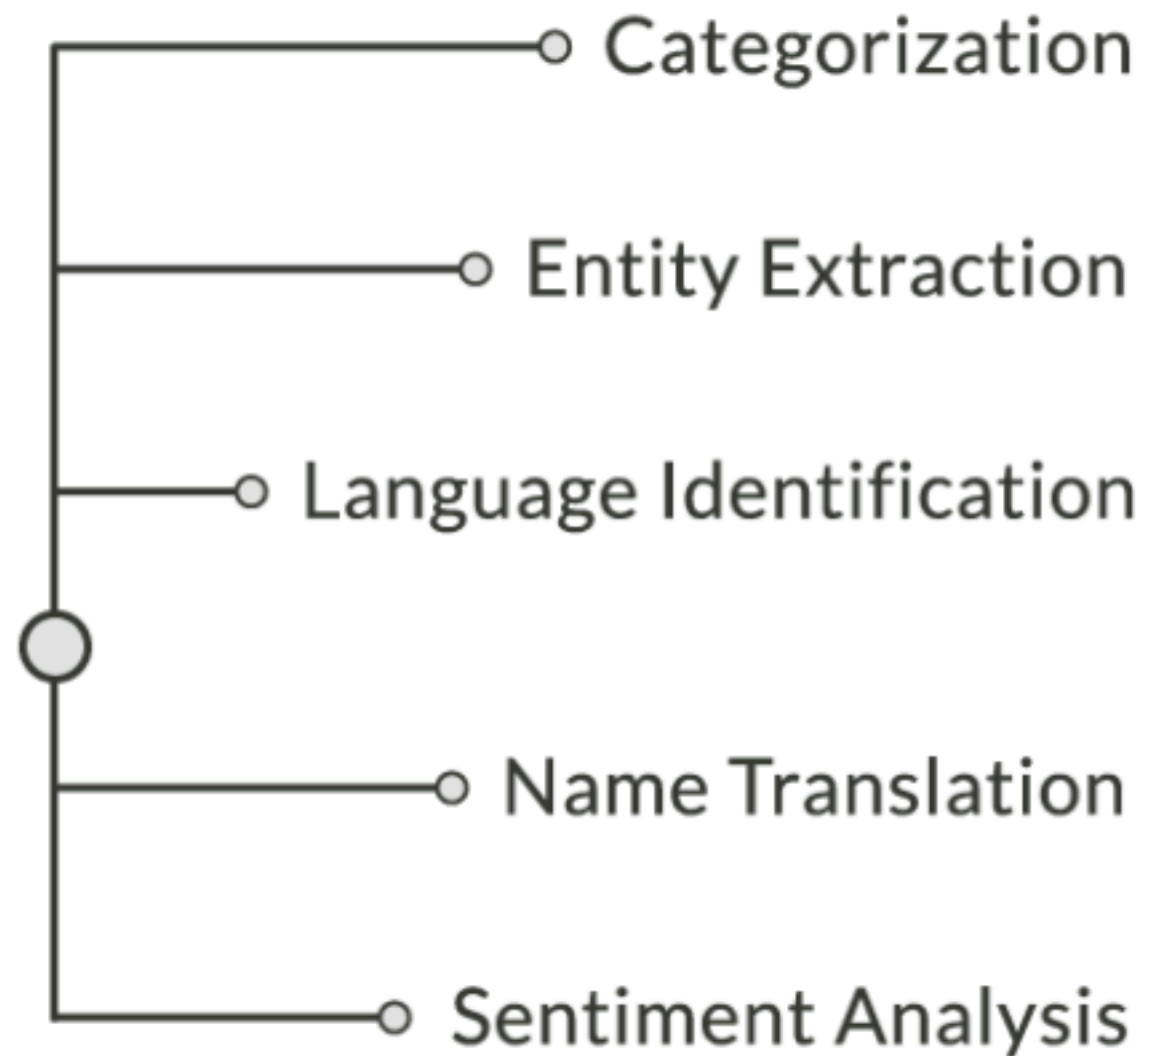 Categorization
Entity Extraction
Language Identification
Name Translation
Sentiment Analysis